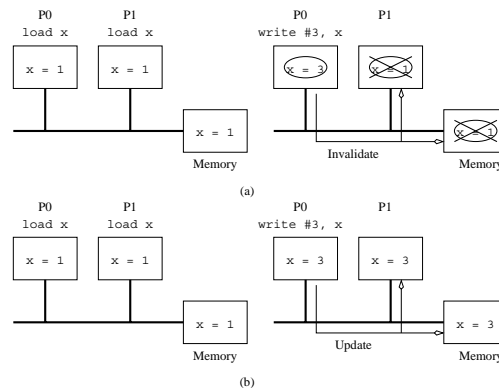 P0 P1 P0 P1
load x load x write #3, x
x = 1 x = 1 x = 3 x = 1
x = 1 x = 1
Memory Invalidate Memory
(a)
P0 P1 P0 P1
load x load x write #3, x
x = 1 x = 1 x = 3 x = 3
x = 1 x = 3
Memory Update Memory
(b)